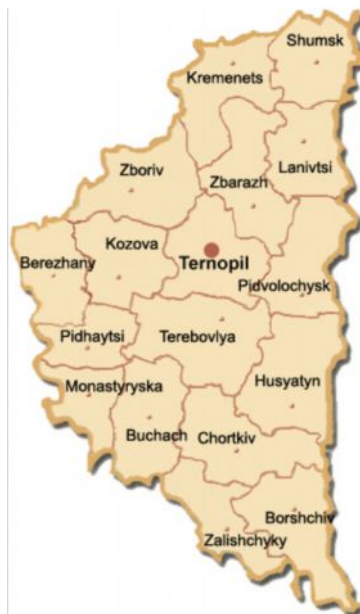 Shumsk
Kremenets
Lanivtsi
Zboriv
Zbarazh
Kozova
Berezhany
Ternopil
Pidvolochysk
Pidhaytsi
Terebovlya
Monastyryska
Husyatyn
Buchach
Chortkiv
Borshchiv
Zalishchyky